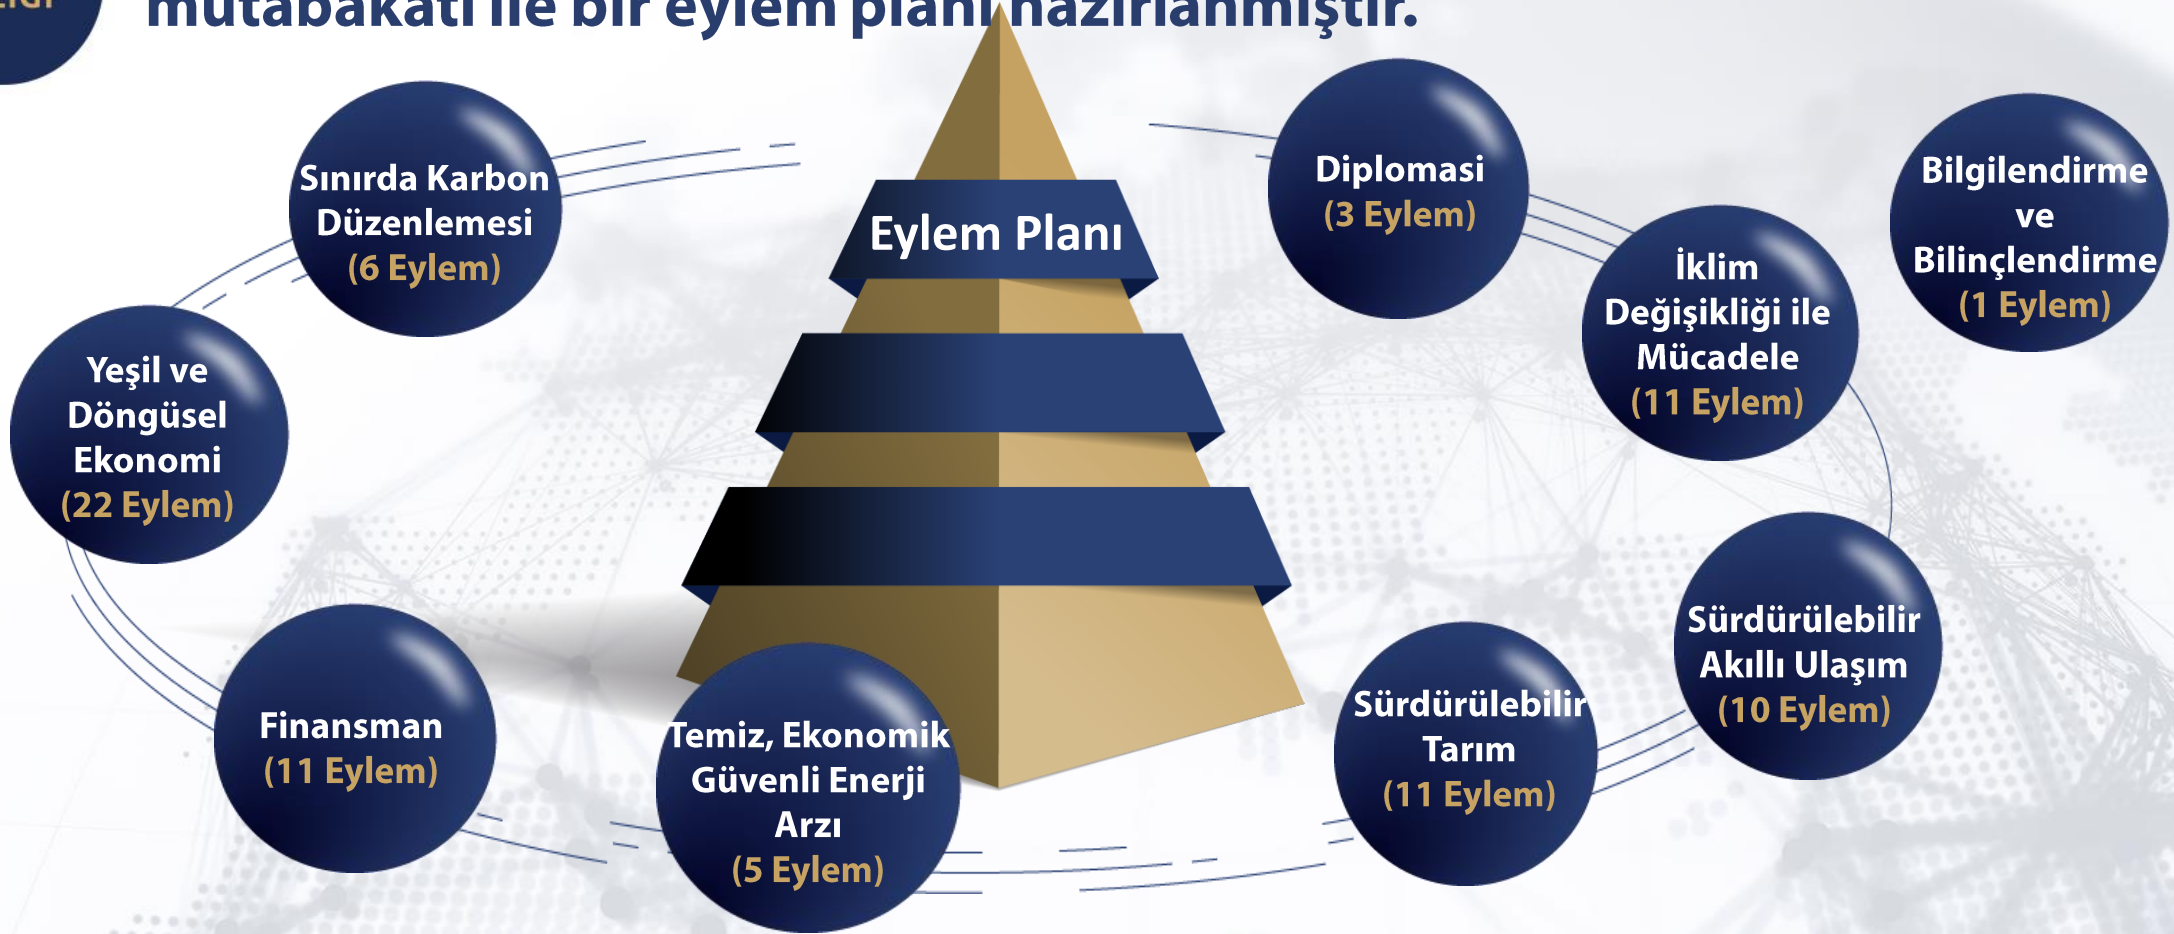 mutabakatı ile bir eylem planı hazırlanmıştır.
Eylem Planı
Sınırda Karbon
Düzenlemesi
(6 Eylem)
Yeşil ve
Döngüsel
Ekonomi
(22 Eylem)
Finansman
(11 Eylem)
Temiz, Ekonomik
Güvenli Enerji
Arzı
(5 Eylem)
Sürdürülebilir
Tarım
(11 Eylem)
Sürdürülebilir
Akıllı Ulaşım
(10 Eylem)
İklim
Değişikliği ile
Mücadele
(11 Eylem)
Diplomasi
(3 Eylem)
Bilgilendirme
ve
Bilinçlendirme
(1 Eylem)